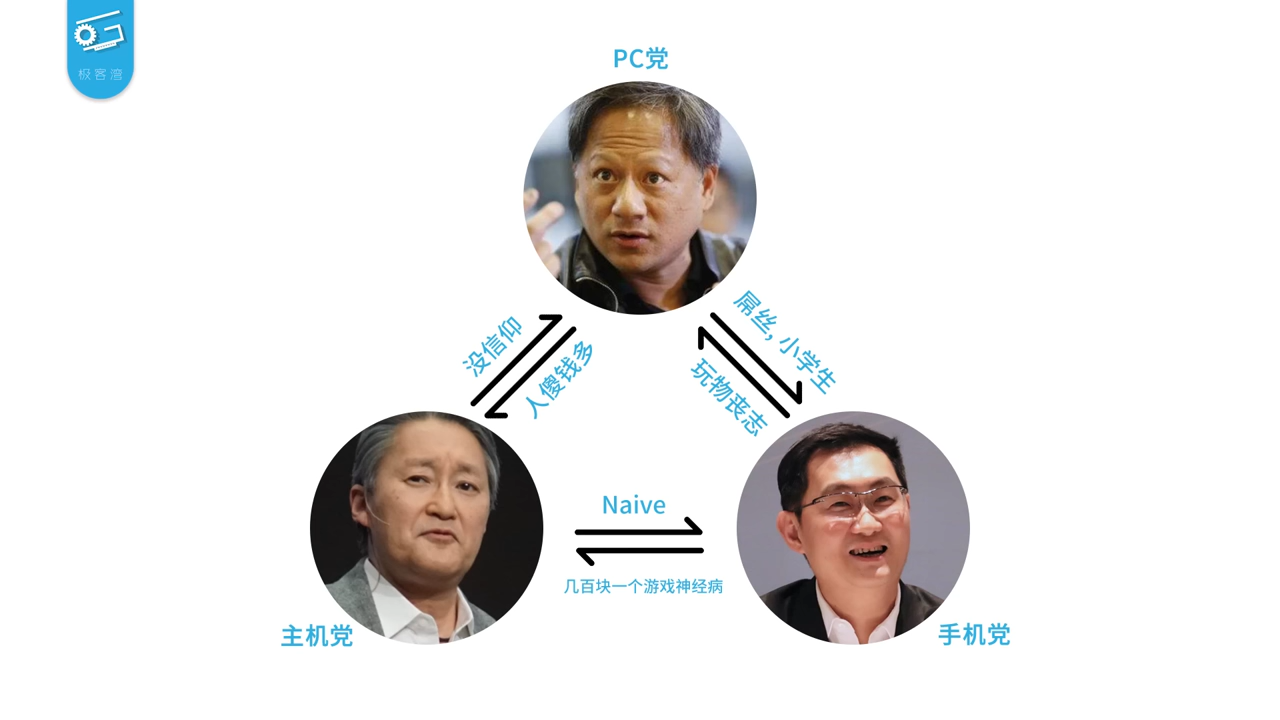 极客湾
PC党
没信仰
人傻钱多
屌丝，小学生
玩物丧志
Naive
几百块一个游戏神经病
主机党
手机党